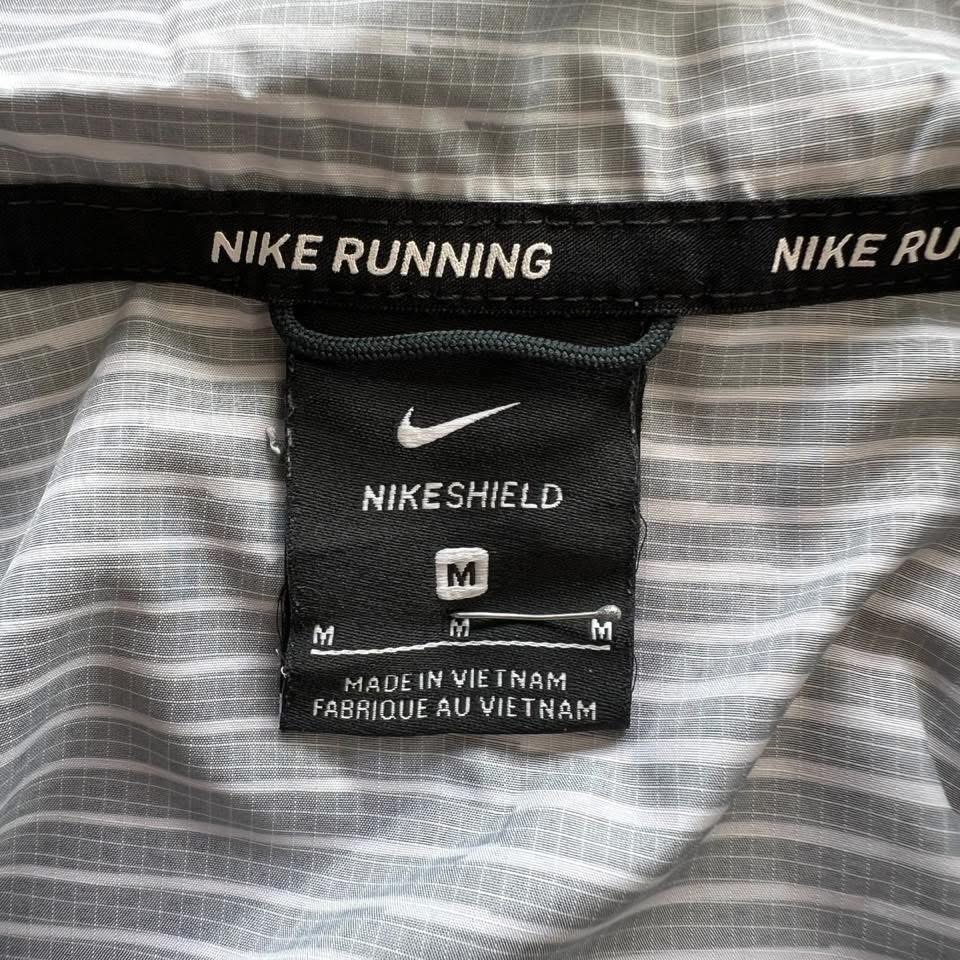 NIKE RUNNING NIKE RU
NIKESHIELD
M
M M M
MADE IN VIETNAM
FABRIQUE AU VIETNAM